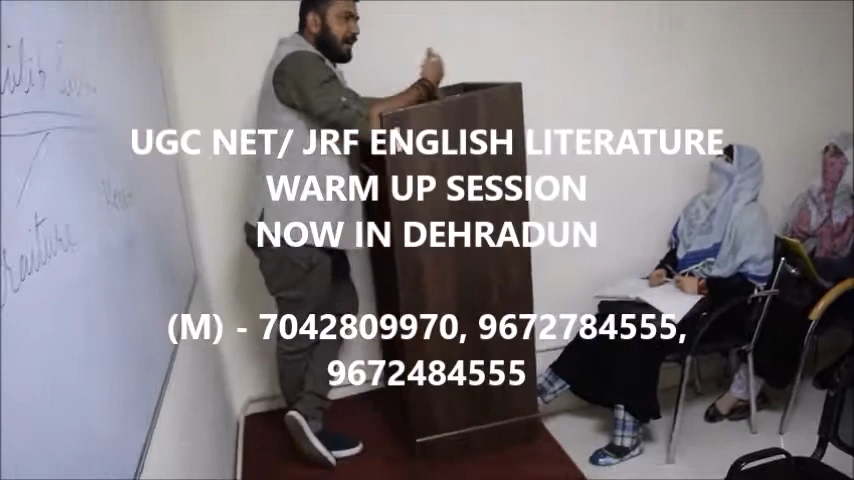 UGC NET/ JRF ENGLISH LITERATURE
WARM UP SESSION
NOW IN DEHRADUN
(M) - 7042809970, 9672784555,
9672484555